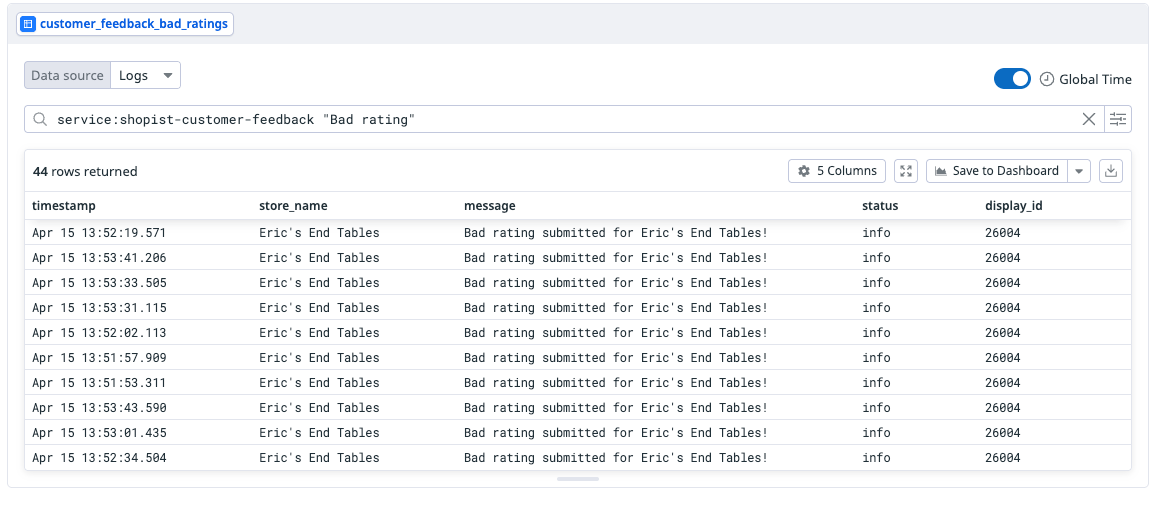 customer_feedback_bad_ratings
Data source Logs
Global Time
service:shopist-customer-feedback "Bad rating"
44 rows returned 5 Columns Save to Dashboard
timestamp store_name message status display_id
Apr 15 13:52:19.571 Eric's End Tables Bad rating submitted for Eric's End Tables! info 26004
Apr 15 13:53:41.206 Eric's End Tables Bad rating submitted for Eric's End Tables! info 26004
Apr 15 13:53:33.505 Eric's End Tables Bad rating submitted for Eric's End Tables! info 26004
Apr 15 13:53:31.115 Eric's End Tables Bad rating submitted for Eric's End Tables! info 26004
Apr 15 13:52:02.113 Eric's End Tables Bad rating submitted for Eric's End Tables! info 26004
Apr 15 13:51:57.909 Eric's End Tables Bad rating submitted for Eric's End Tables! info 26004
Apr 15 13:51:53.311 Eric's End Tables Bad rating submitted for Eric's End Tables! info 26004
Apr 15 13:53:43.590 Eric's End Tables Bad rating submitted for Eric's End Tables! info 26004
Apr 15 13:53:01.435 Eric's End Tables Bad rating submitted for Eric's End Tables! info 26004
Apr 15 13:52:34.504 Eric's End Tables Bad rating submitted for Eric's End Tables! info 26004